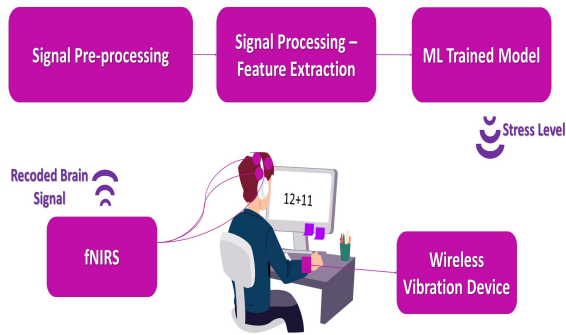 Signal Pre-processing
Signal Processing –
Feature Extraction
ML Trained Model
Stress Level
Recoded Brain
Signal
12+11
fNIRS
Wireless
Vibration Device